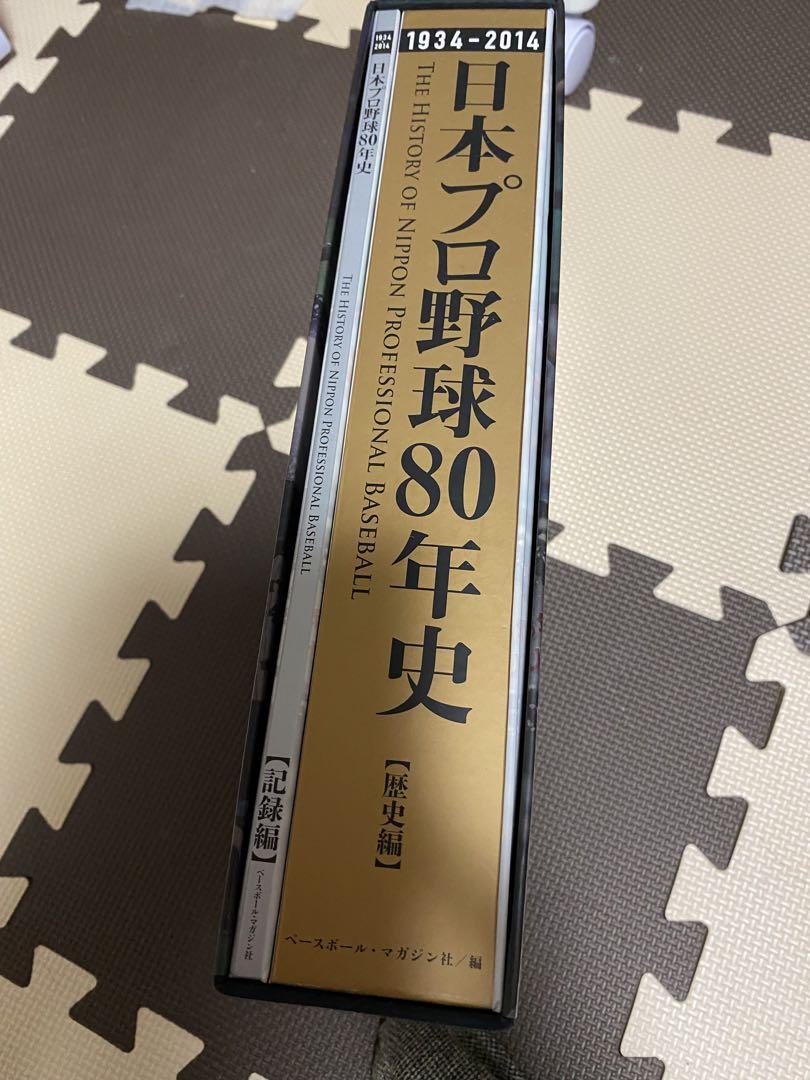 1934-2014
日本プロ野球80年史
THE HISTORY OF NIPPON PROFESSIONAL BASEBALL
【歴史編】
ベースボール・マガジン社/編
1934
2014
日本プロ野球80年史
THE HISTORY OF NIPPON PROFESSIONAL BASEBALL
【記録編】
ベースボール・マガジン社